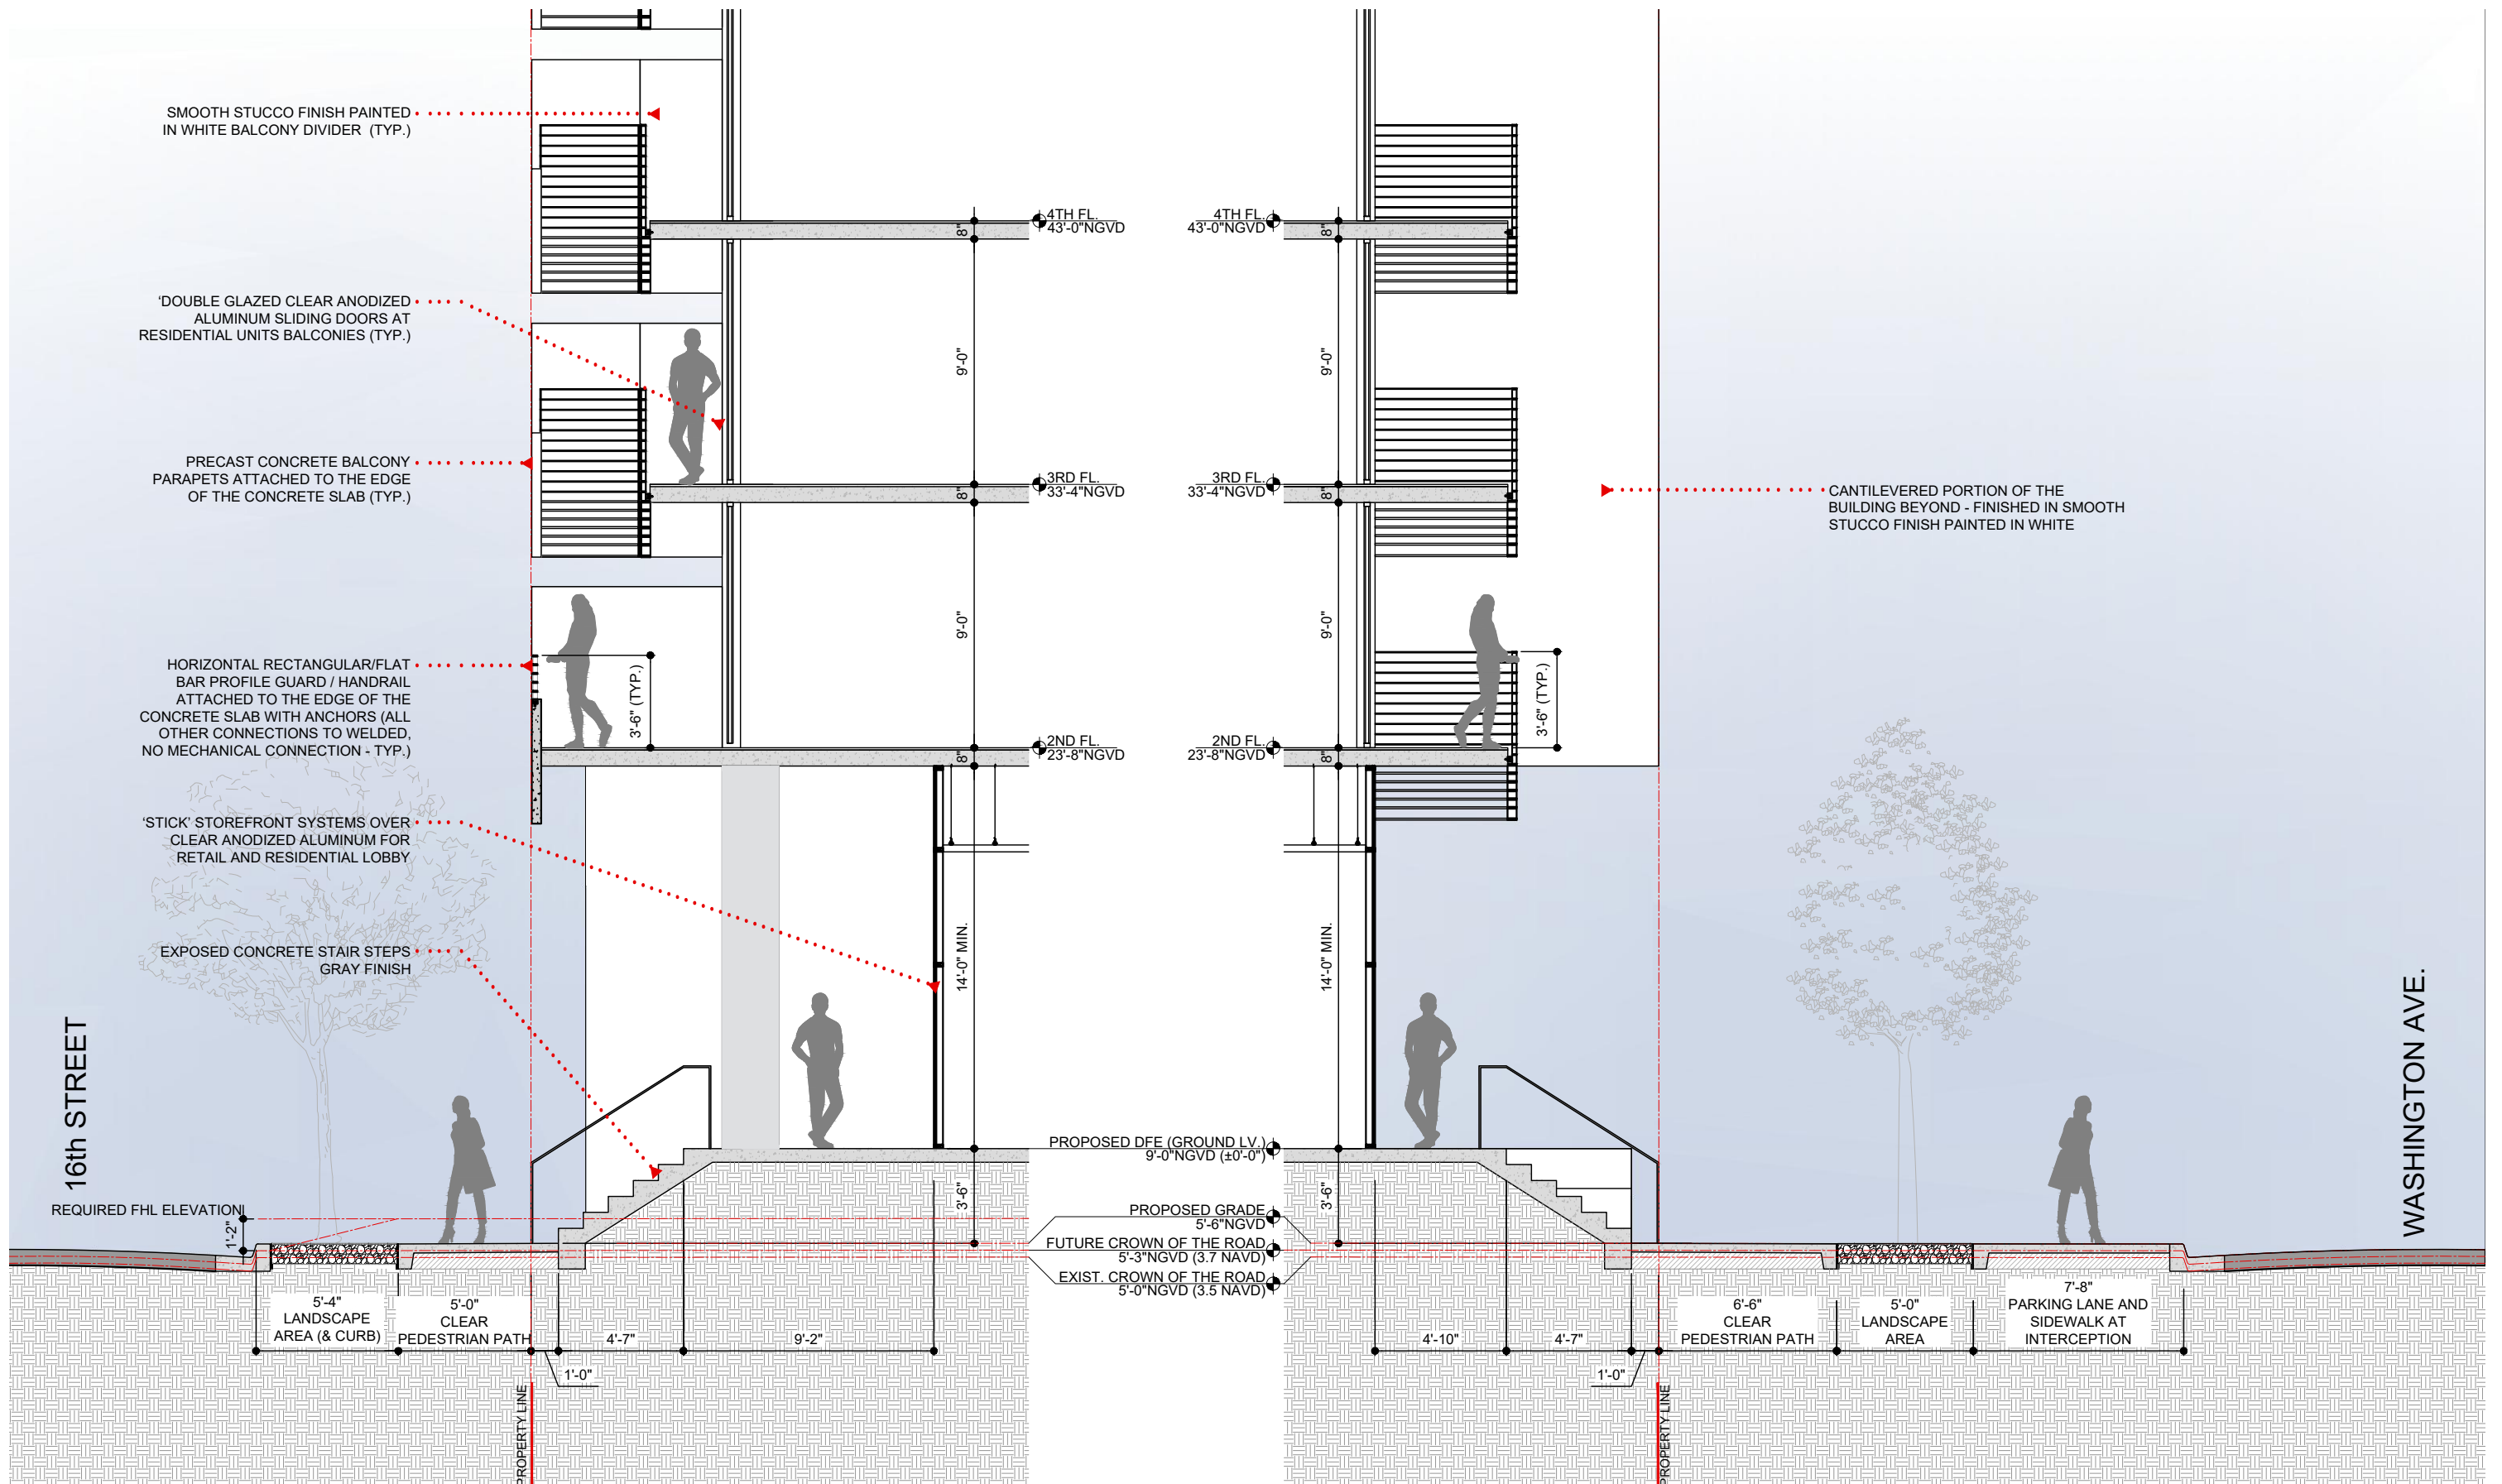 SMOOTH STUCCO FINISH PAINTED
IN WHITE BALCONY DIVIDER (TYP.)
'DOUBLE GLAZED CLEAR ANODIZED
ALUMINUM SLIDING DOORS AT
RESIDENTIAL UNITS BALCONIES (TYP.)
PRECAST CONCRETE BALCONY
PARAPETS ATTACHED TO THE EDGE
OF THE CONCRETE SLAB (TYP.)
HORIZONTAL RECTANGULAR/FLAT
BAR PROFILE GUARD / HANDRAIL
ATTACHED TO THE EDGE OF THE
CONCRETE SLAB WITH ANCHORS (ALL
OTHER CONNECTIONS TO WELDED,
NO MECHANICAL CONNECTION - TYP.)
'STICK' STOREFRONT SYSTEMS OVER
CLEAR ANODIZED ALUMINUM FOR
RETAIL AND RESIDENTIAL LOBBY
EXPOSED CONCRETE STAIR STEPS
GRAY FINISH
16th STREET
REQUIRED FHL ELEVATION
1'-2"
4TH FL.
43'-0"NGVD
4TH FL.
43'-0"NGVD
8"
8"
9'-0"
9'-0"
3RD FL.
33'-4"NGVD
3RD FL.
33'-4"NGVD
8"
8"
9'-0"
9'-0"
3'-6" (TYP.)
3'-6" (TYP.)
2ND FL.
23'-8"NGVD
2ND FL.
23'-8"NGVD
8"
8"
14'-0" MIN.
14'-0" MIN.
PROPOSED DFE (GROUND LV.)
9'-0"NGVD (±0'-0")
3'-6"
3'-6"
PROPOSED GRADE
5'-6"NGVD
FUTURE CROWN OF THE ROAD
5'-3"NGVD (3.7 NAVD)
EXIST. CROWN OF THE ROAD
5'-0"NGVD (3.5 NAVD)
CANTILEVERED PORTION OF THE
BUILDING BEYOND - FINISHED IN SMOOTH
STUCCO FINISH PAINTED IN WHITE
WASHINGTON AVE.
5'-4"
LANDSCAPE
AREA (& CURB)
5'-0"
CLEAR
PEDESTRIAN PATH
1'-0"
4'-7"
9'-2"
4'-10"
4'-7"
1'-0"
6'-6"
CLEAR
PEDESTRIAN PATH
5'-0"
LANDSCAPE
AREA
7'-8"
PARKING LANE AND
SIDEWALK AT
INTERCEPTION
PROPERTY LINE
PROPERTY LINE